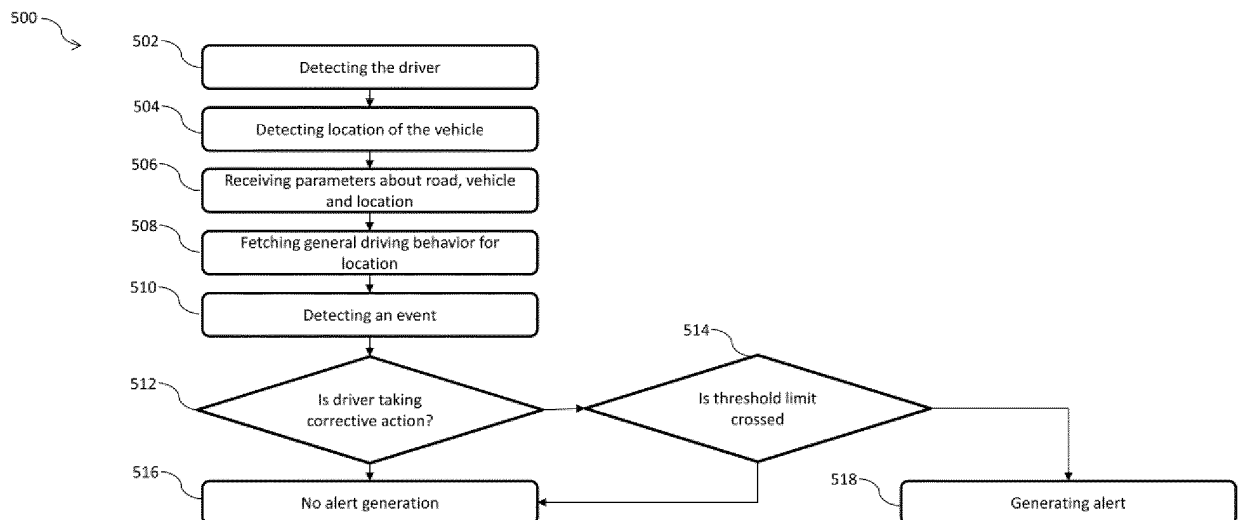 500
502
Detecting the driver
504
Detecting location of the vehicle
506
Receiving parameters about road, vehicle
and location
508
Fetching general driving behavior for
location
510
Detecting an event
512
Is driver taking
corrective action?
514
Is threshold limit
crossed
516
No alert generation
518
Generating alert